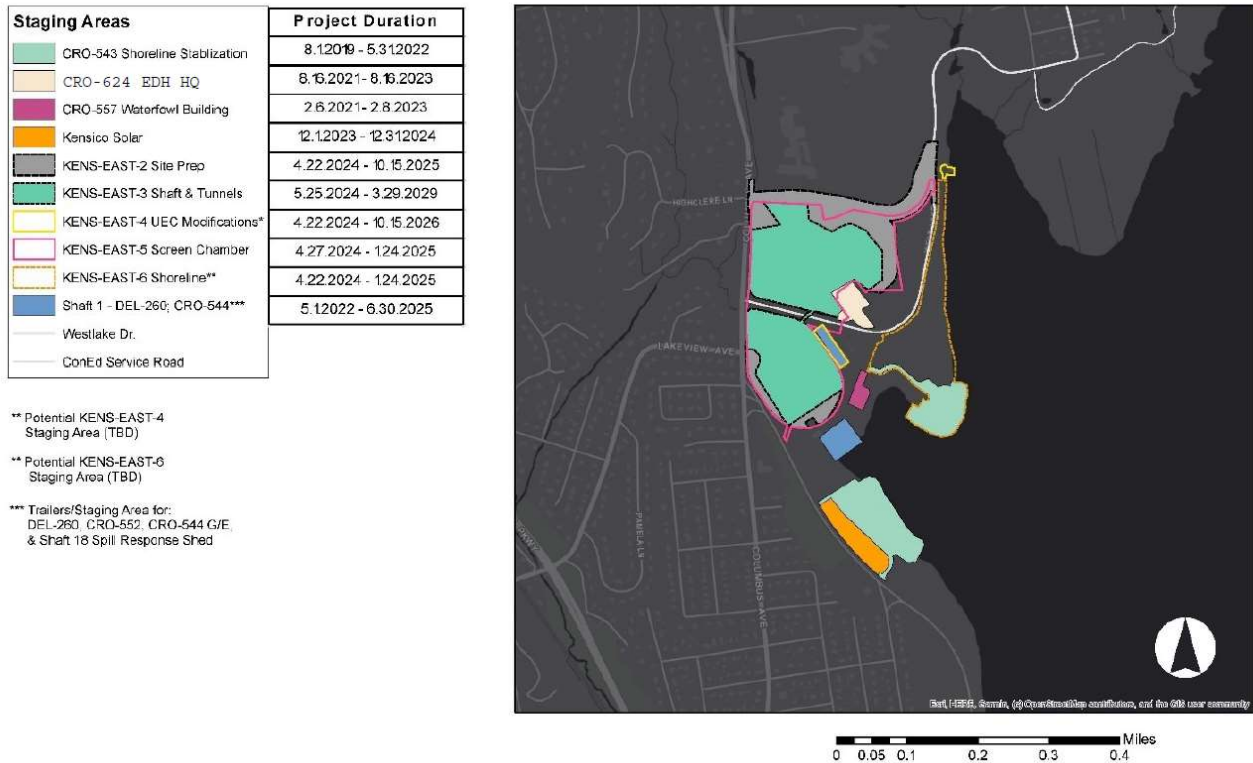 Staging Areas
Project Duration
CRO-543 Shoreline Stablization
8.1.2019 - 5.31.2022
CRO-624 EDH HQ
8.16.2021- 8.16.2023
CRO-557 Waterfowl Building
2.6.2021 - 2.8.2023
Kensico Solar
12.1.2023 - 12.31.2024
KENS-EAST-2 Site Prep
4.22.2024 - 10.15.2025
KENS-EAST-3 Shaft & Tunnels
5.25.2024 - 3.29.2029
KENS-EAST-4 UEC Modifications*
4.22.2024 - 10.15.2026
KENS-EAST-5 Screen Chamber
4.27.2024 - 1.24.2025
KENS-EAST-6 Shoreline**
4.22.2024 - 1.24.2025
Shaft 1 - DEL-260; CRO-544***
5.1.2022 - 6.30.2025
Westlake Dr.
ConEd Service Road
** Potential KENS-EAST-4
Staging Area (TBD)
** Potential KENS-EAST-6
Staging Area (TBD)
*** Trailers/Staging Area for:
DEL-260, CRO-552, CRO-544 G/E,
& Shaft 18 Spill Response Shed
AVE
HIGHCLERE LN
LAKEVIEW-AVE
PAMELA LN
COLUMBUS-AVE
PKWY
Esri, HERE, Garmin, (c) OpenStreetMap contributors, and the GIS user community
Miles
0 0.05 0.1 0.2 0.3 0.4